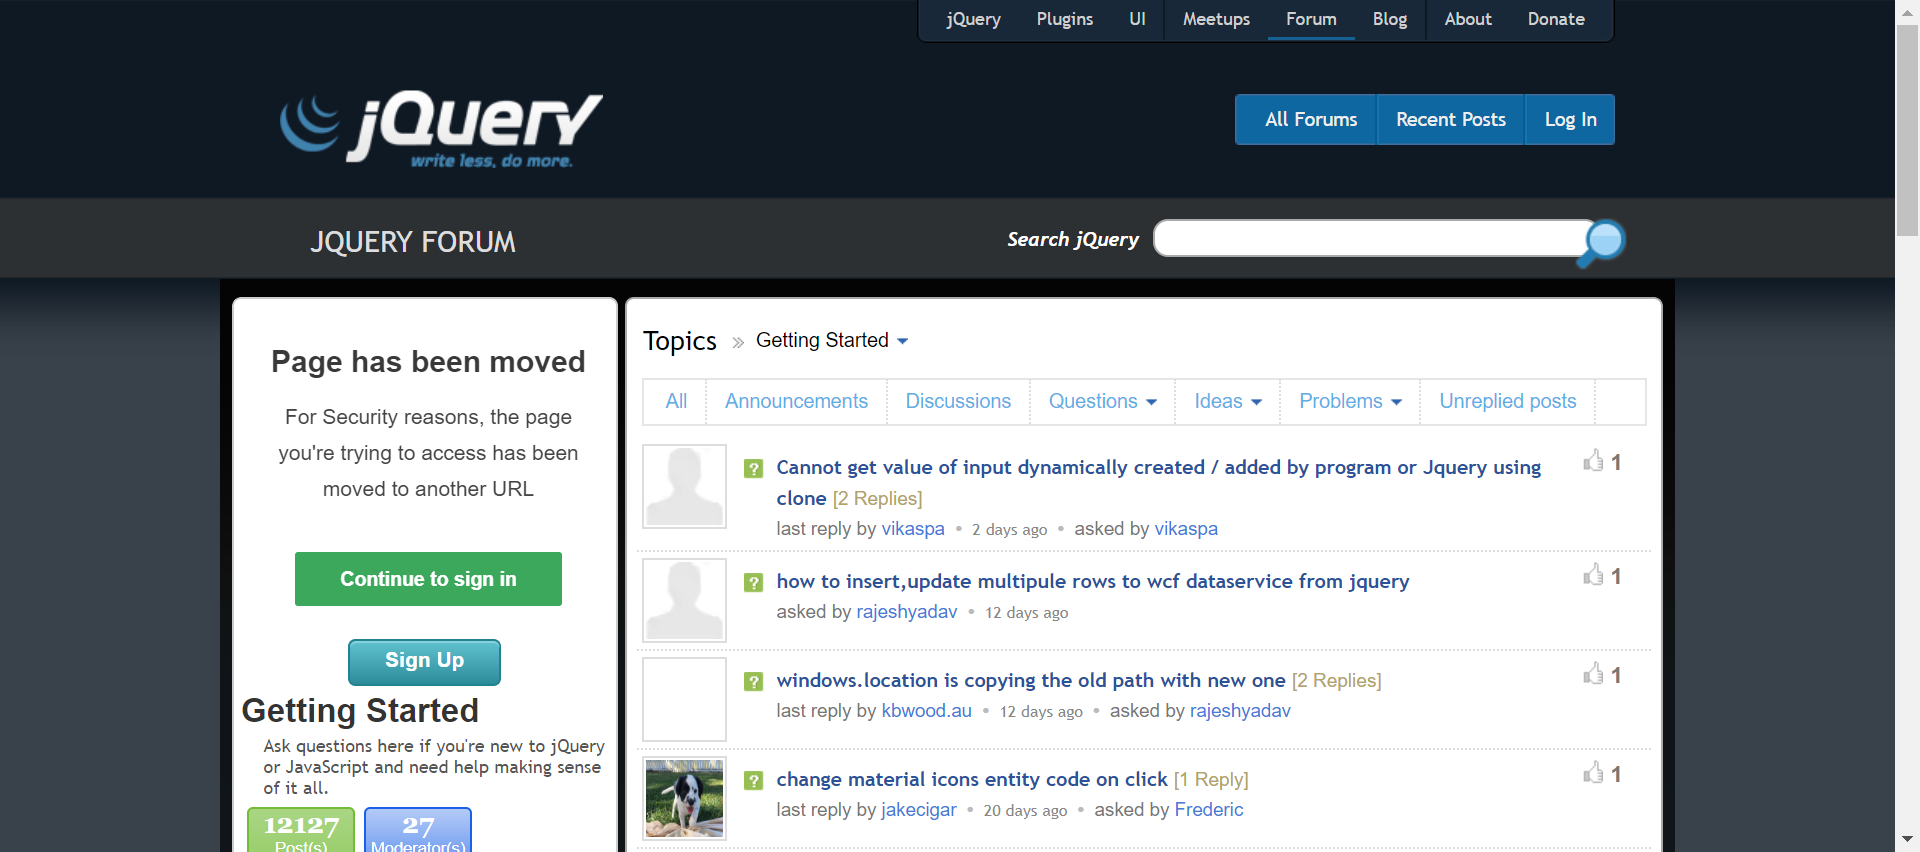 jQuery Plugins UI Meetups Forum Blog About Donate
jQuery
write less, do more.
All Forums Recent Posts Log In
JQUERY FORUM
Search jQuery
Page has been moved
For Security reasons, the page
you're trying to access has been
moved to another URL
Continue to sign in
Sign Up
Getting Started
Ask questions here if you're new to jQuery
or JavaScript and need help making sense
of it all.
12127 27
Post(s) Moderator(s)
Topics » Getting Started
All Announcements Discussions Questions Ideas Problems Unreplied posts
? Cannot get value of input dynamically created / added by program or Jquery using 1
clone [2 Replies]
last reply by vikaspa • 2 days ago • asked by vikaspa
? how to insert,update multipule rows to wcf dataservice from jquery 1
asked by rajeshyadav • 12 days ago
? windows.location is copying the old path with new one [2 Replies] 1
last reply by kbwood.au • 12 days ago • asked by rajeshyadav
? change material icons entity code on click [1 Reply] 1
last reply by jakecigar • 20 days ago • asked by Frederic